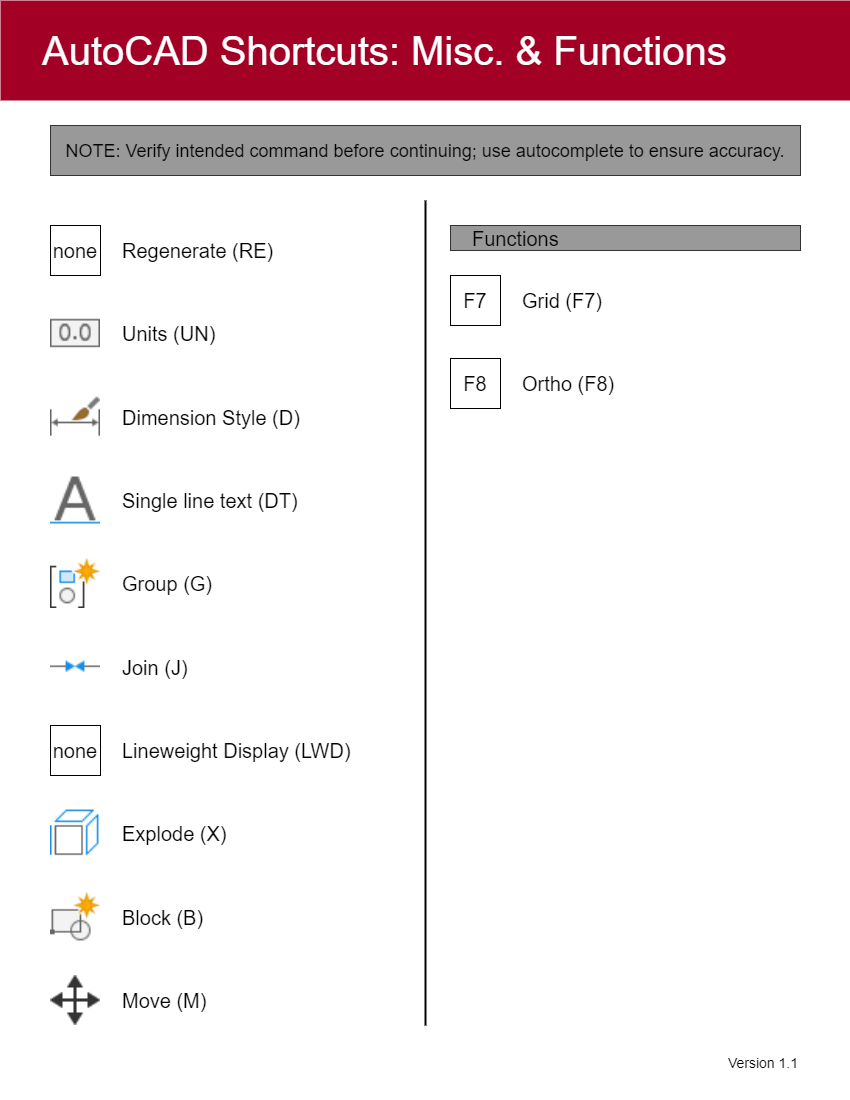 AutoCAD Shortcuts: Misc. & Functions
NOTE: Verify intended command before continuing; use autocomplete to ensure accuracy.
none Regenerate (RE)
0.0 Units (UN)
Dimension Style (D)
A Single line text (DT)
Group (G)
Join (J)
none Lineweight Display (LWD)
Explode (X)
Block (B)
Move (M)
Functions
F7 Grid (F7)
F8 Ortho (F8)
Version 1.1